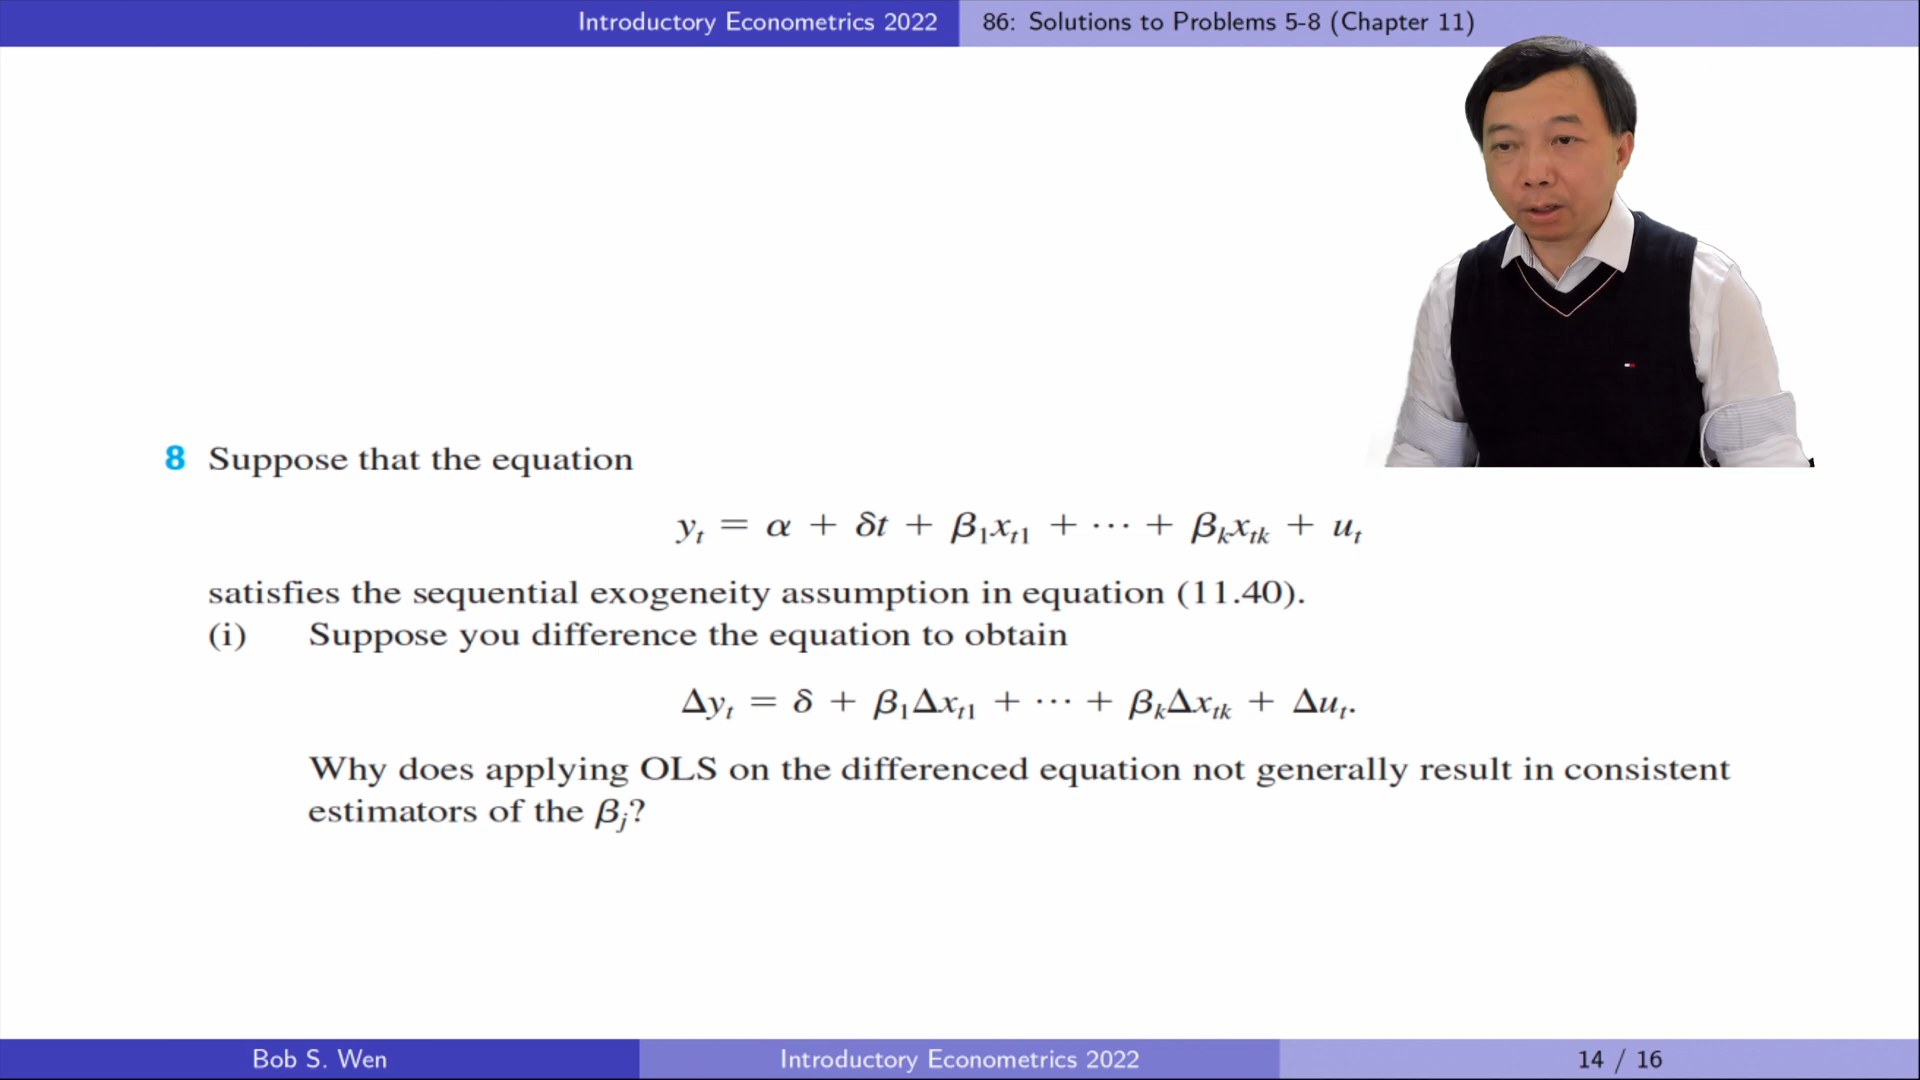 Introductory Econometrics 2022
86: Solutions to Problems 5-8 (Chapter 11)
8 Suppose that the equation
yₜ = α + δt + β₁xₜ₁ + ⋯ + βₖxₜₖ + uₜ
satisfies the sequential exogeneity assumption in equation (11.40).
(i) Suppose you difference the equation to obtain
Δyₜ = δ + β₁Δxₜ₁ + ⋯ + βₖΔxₜₖ + Δuₜ.
Why does applying OLS on the differenced equation not generally result in consistent
estimators of the βⱼ?
Bob S. Wen
Introductory Econometrics 2022
14 / 16